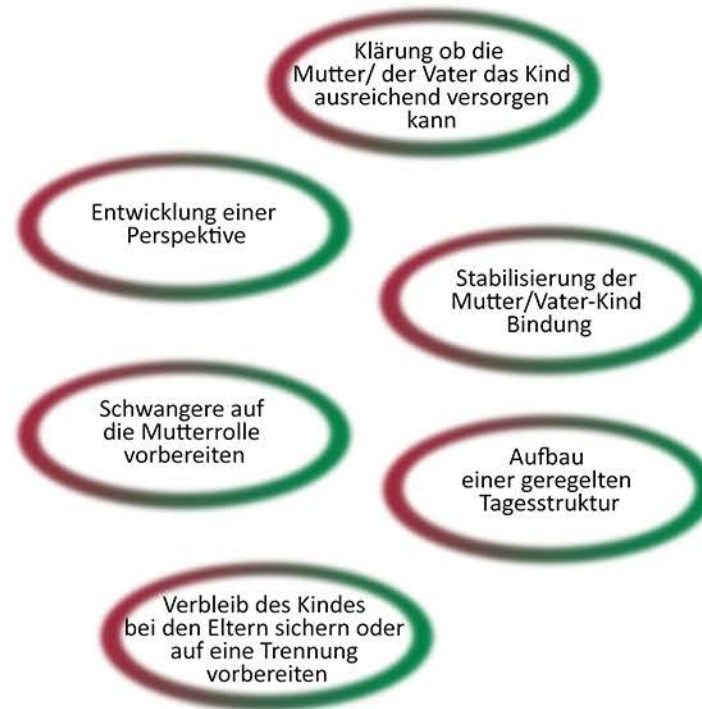 Klärung ob die
Mutter/ der Vater das Kind
ausreichend versorgen
kann
Entwicklung einer
Perspektive
Stabilisierung der
Mutter/Vater-Kind
Bindung
Schwangere auf
die Mutterrolle
vorbereiten
Aufbau
einer geregelten
Tagesstruktur
Verbleib des Kindes
bei den Eltern sichern oder
auf eine Trennung
vorbereiten